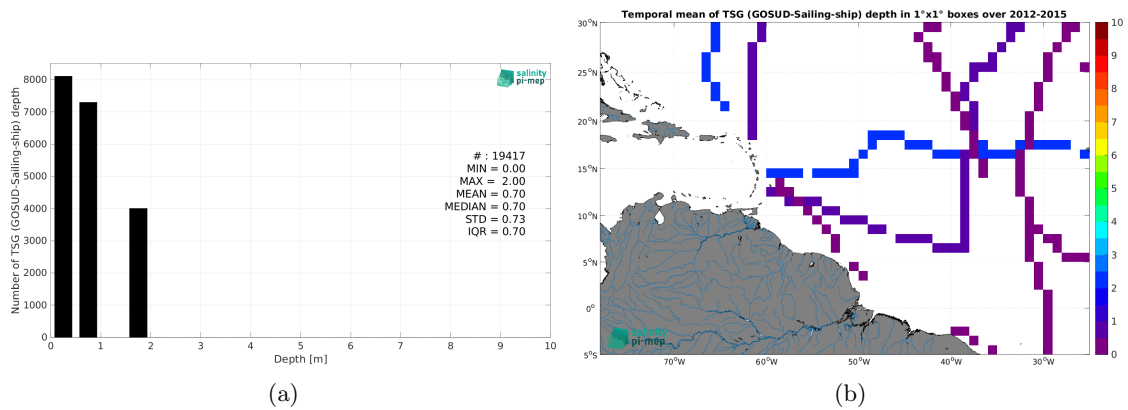 Number of TSG (GOSUD-Sailing-ship) depth
8000
7000
6000
5000
4000
3000
2000
1000
0
salinity
pi-mep
# : 19417
MIN = 0.00
MAX = 2.00
MEAN = 0.70
MEDIAN = 0.70
STD = 0.73
IQR = 0.70
0 1 2 3 4 5 6 7 8 9 10
Depth [m]
(a)
Temporal mean of TSG (GOSUD-Sailing-ship) depth in 1°x1° boxes over 2012-2015
30°N
25°N
20°N
15°N
10°N
5°N
0°
5°S
salinity
pi-mep
70°W 60°W 50°W 40°W 30°W
10
9
8
7
6
5
4
3
2
1
0
(b)